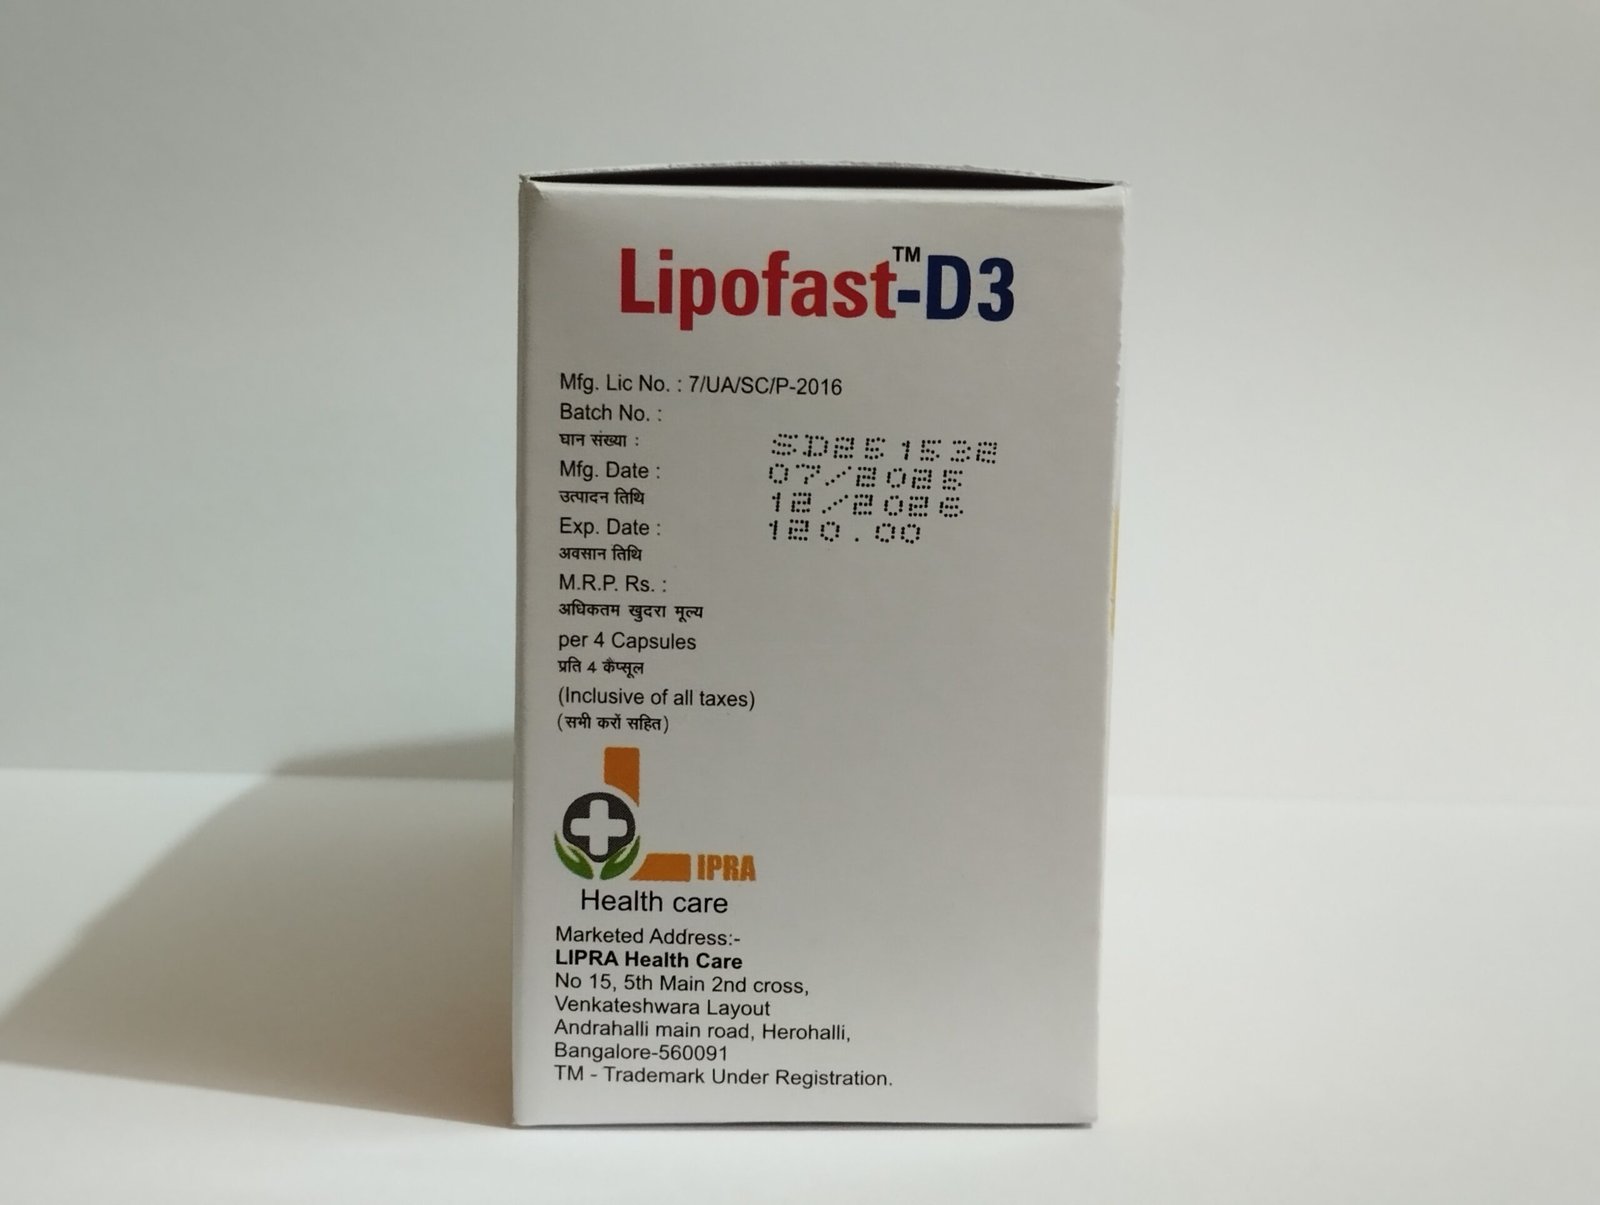 Lipofast™-D3
Mfg. Lic No. : 7/UA/SC/P-2016
Batch No. :
घान संख्या :
SD251532
Mfg. Date :
07/2025
उत्पादन तिथि
12/2026
Exp. Date :
120.00
अवसान तिथि
M.R.P. Rs. :
अधिकतम खुदरा मूल्य
per 4 Capsules
प्रति 4 कैप्सूल
(Inclusive of all taxes)
(सभी करों सहित)
LIPRA
Health care
Marketed Address:-
LIPRA Health Care
No 15, 5th Main 2nd cross,
Venkateshwara Layout
Andrahalli main road, Herohalli,
Bangalore-560091
TM - Trademark Under Registration.